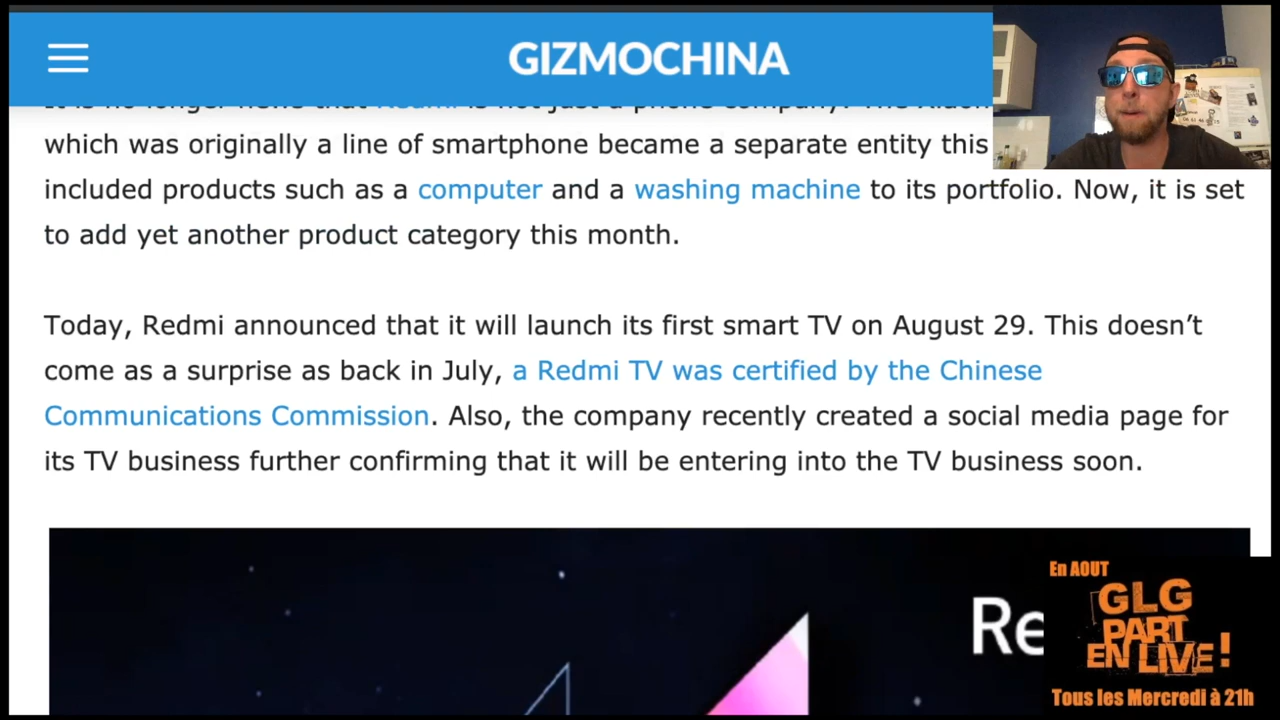 GIZMOCHINA
which was originally a line of smartphone became a separate entity this
included products such as a computer and a washing machine to its portfolio. Now, it is set
to add yet another product category this month.
Today, Redmi announced that it will launch its first smart TV on August 29. This doesn’t
come as a surprise as back in July, a Redmi TV was certified by the Chinese
Communications Commission. Also, the company recently created a social media page for
its TV business further confirming that it will be entering into the TV business soon.
Re
En AOUT
GLG
PART
EN LIVE !
Tous les Mercredi à 21h